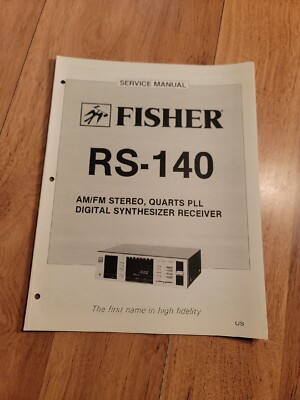 SERVICE MANUAL
FISHER
RS-140
AM/FM STEREO, QUARTS PLL
DIGITAL SYNTHESIZER RECEIVER
The first name in high fidelity
US